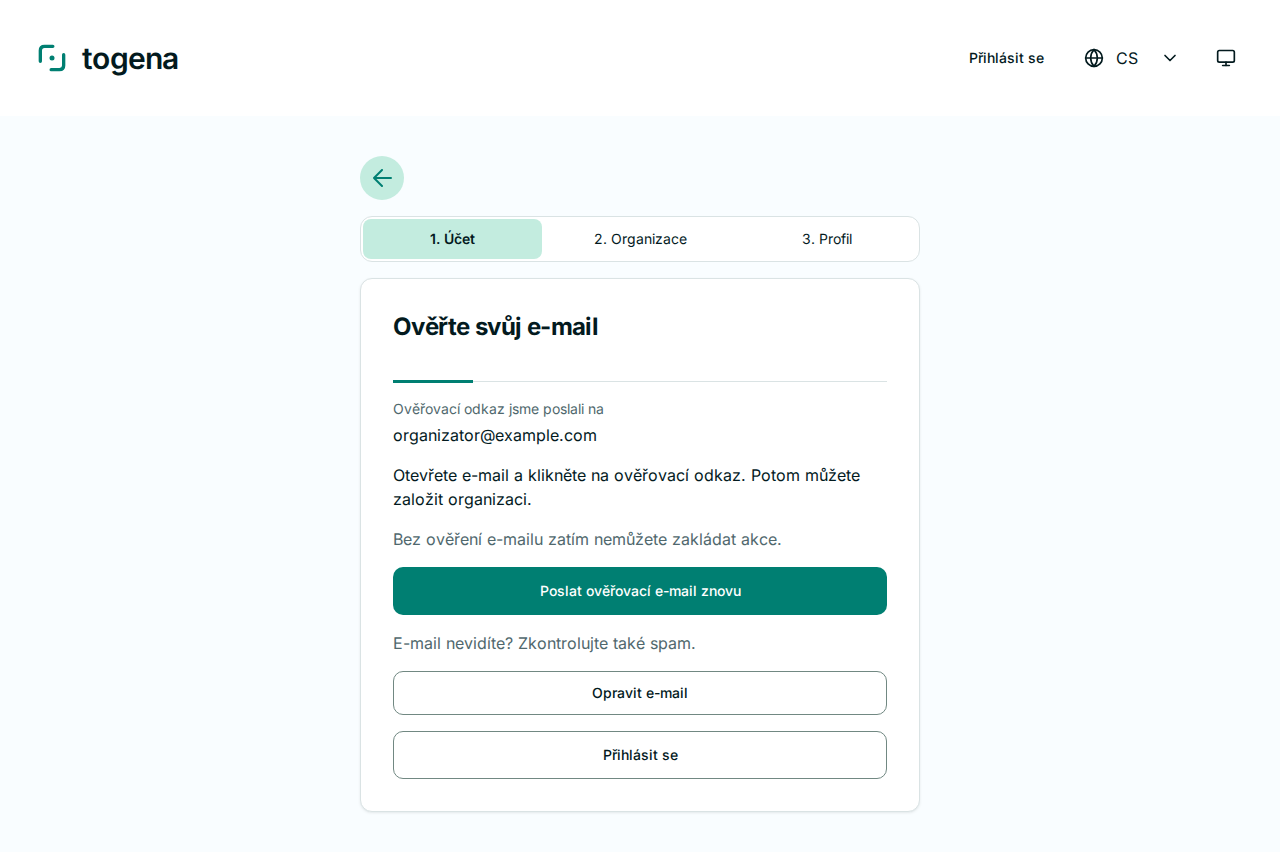 togena
Přihlásit se
CS
1. Účet
2. Organizace
3. Profil
Ověřte svůj e-mail
Ověřovací odkaz jsme poslali na
organizator@example.com
Otevřete e-mail a klikněte na ověřovací odkaz. Potom můžete
založit organizaci.
Bez ověření e-mailu zatím nemůžete zakládat akce.
Poslat ověřovací e-mail znovu
E-mail nevidíte? Zkontrolujte také spam.
Opravit e-mail
Přihlásit se